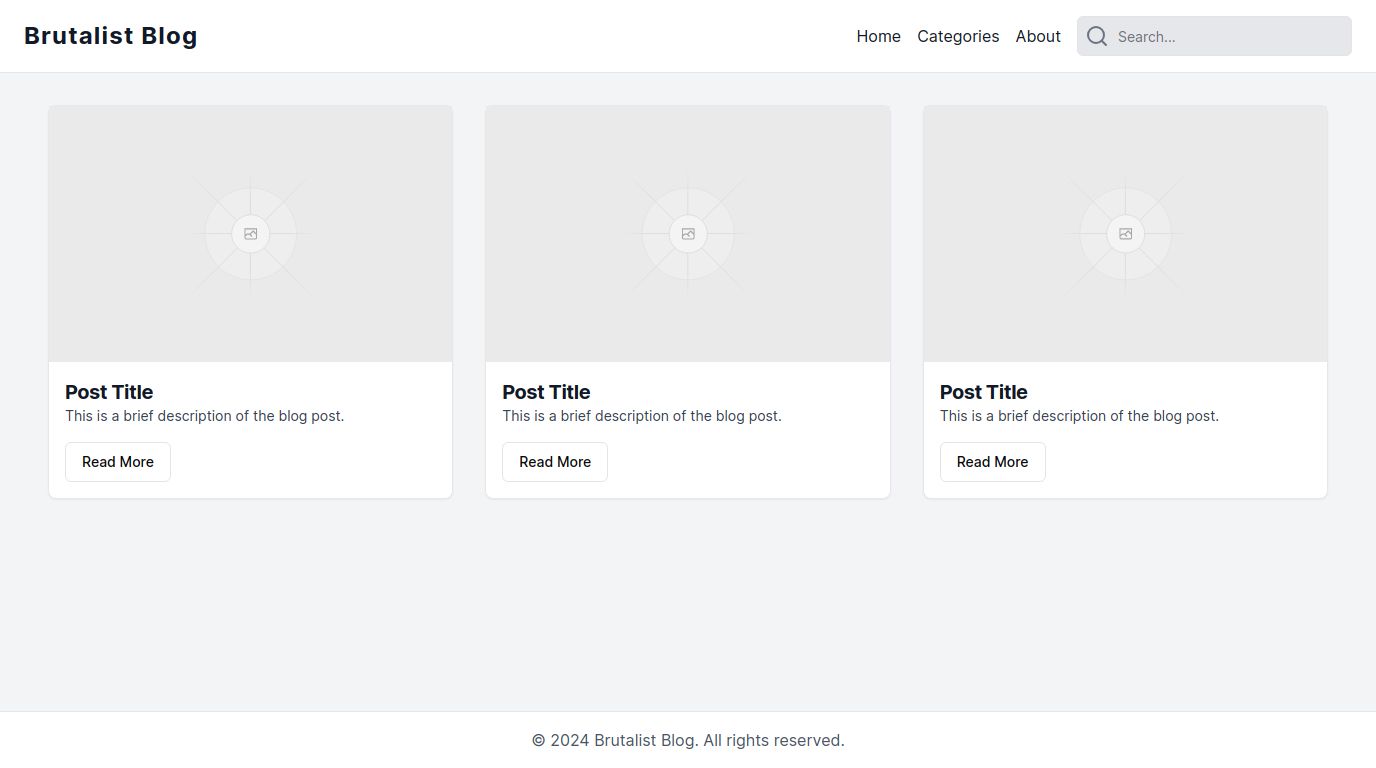 Brutalist Blog
Home Categories About Search...
Post Title
This is a brief description of the blog post.
Read More
Post Title
This is a brief description of the blog post.
Read More
Post Title
This is a brief description of the blog post.
Read More
© 2024 Brutalist Blog. All rights reserved.